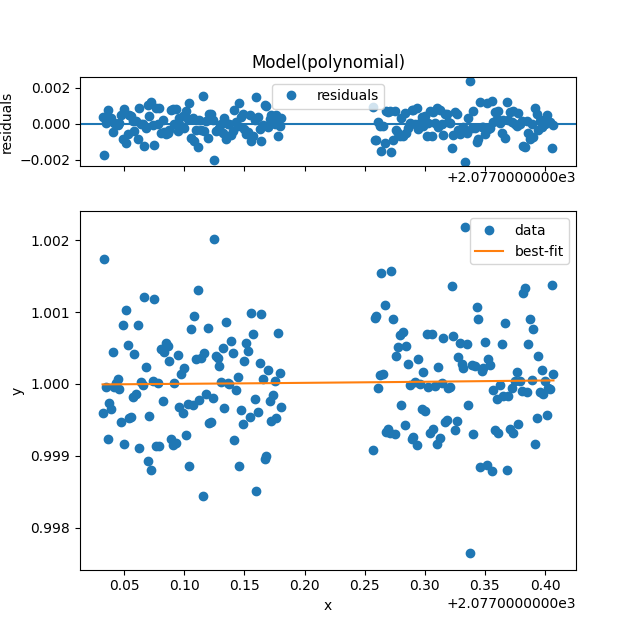 Model(polynomial)
residuals
0.002
0.000
−0.002
residuals
+2.0770000000e3
y
1.002
1.001
1.000
0.999
0.998
data
best-fit
0.05 0.10 0.15 0.20 0.25 0.30 0.35 0.40
x
+2.0770000000e3